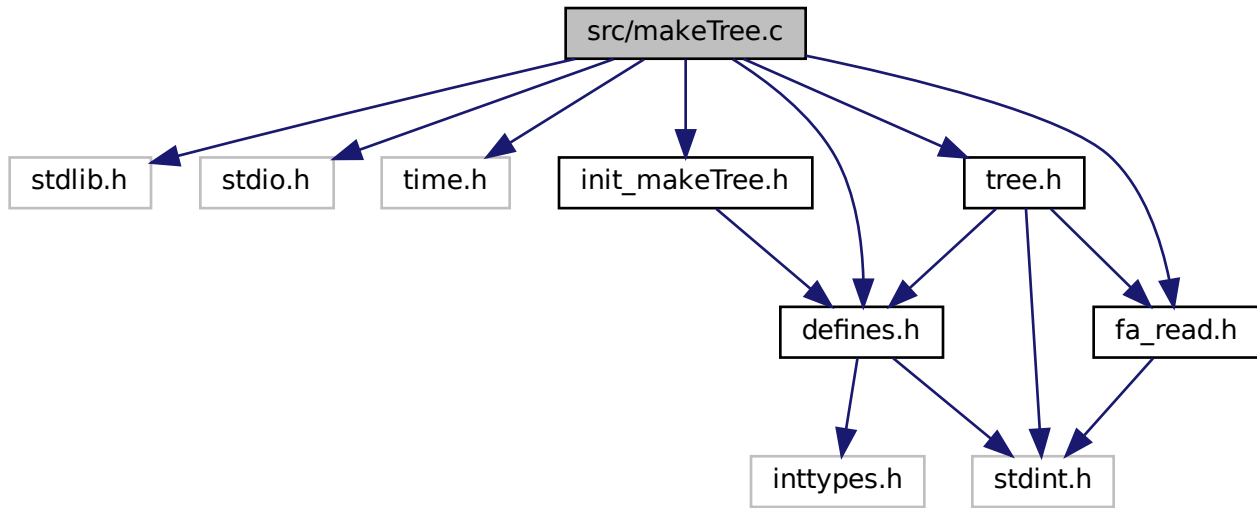 src/makeTree.c
stdlib.h
stdio.h
time.h
init_makeTree.h
tree.h
defines.h
fa_read.h
inttypes.h
stdint.h